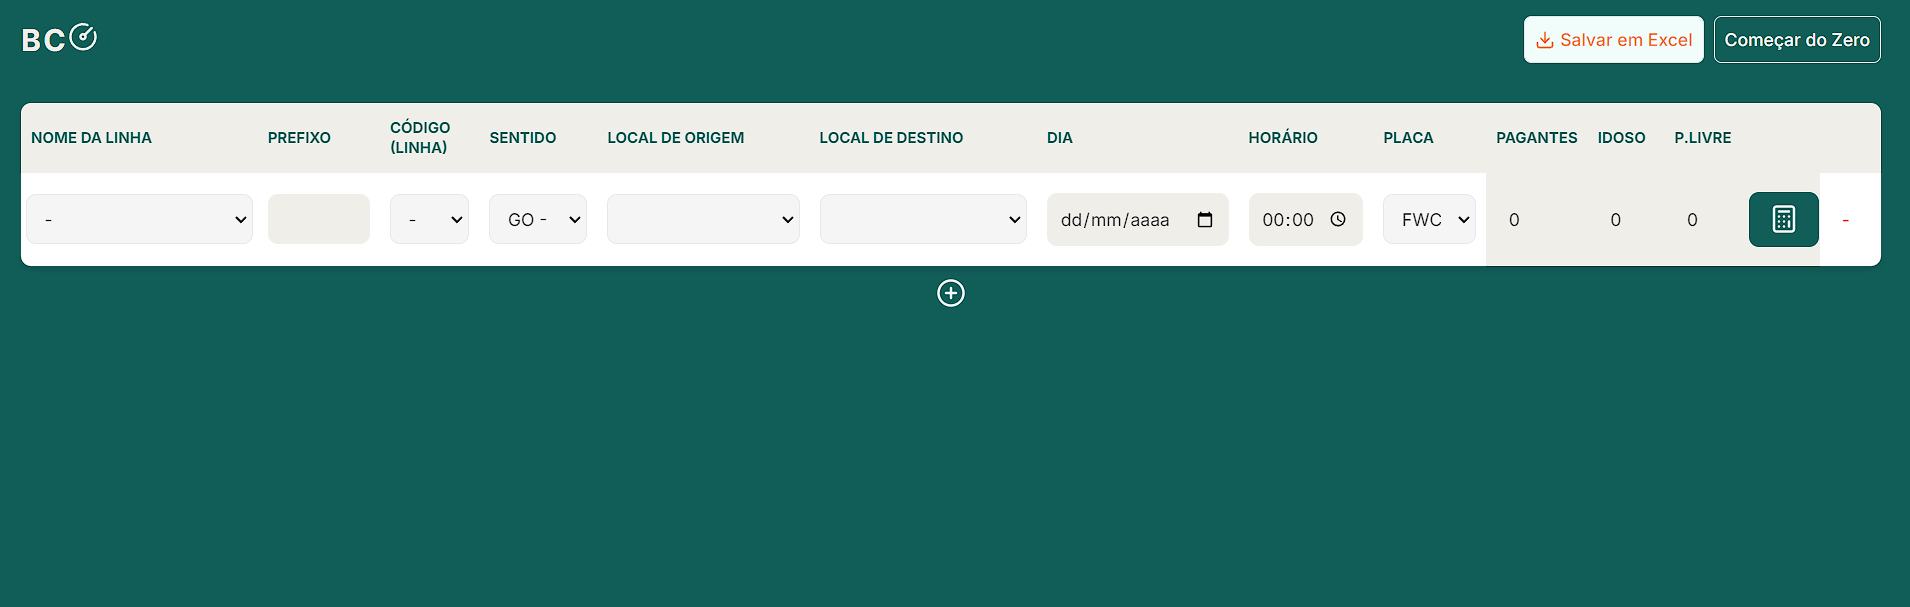 BC
Salvar em Excel
Começar do Zero
NOME DA LINHA
PREFIXO
CÓDIGO
(LINHA)
SENTIDO
LOCAL DE ORIGEM
LOCAL DE DESTINO
DIA
HORÁRIO
PLACA
PAGANTES
IDOSO
P.LIVRE
-
-
GO -
dd/mm/aaaa
00:00
FWC
0
0
0
-